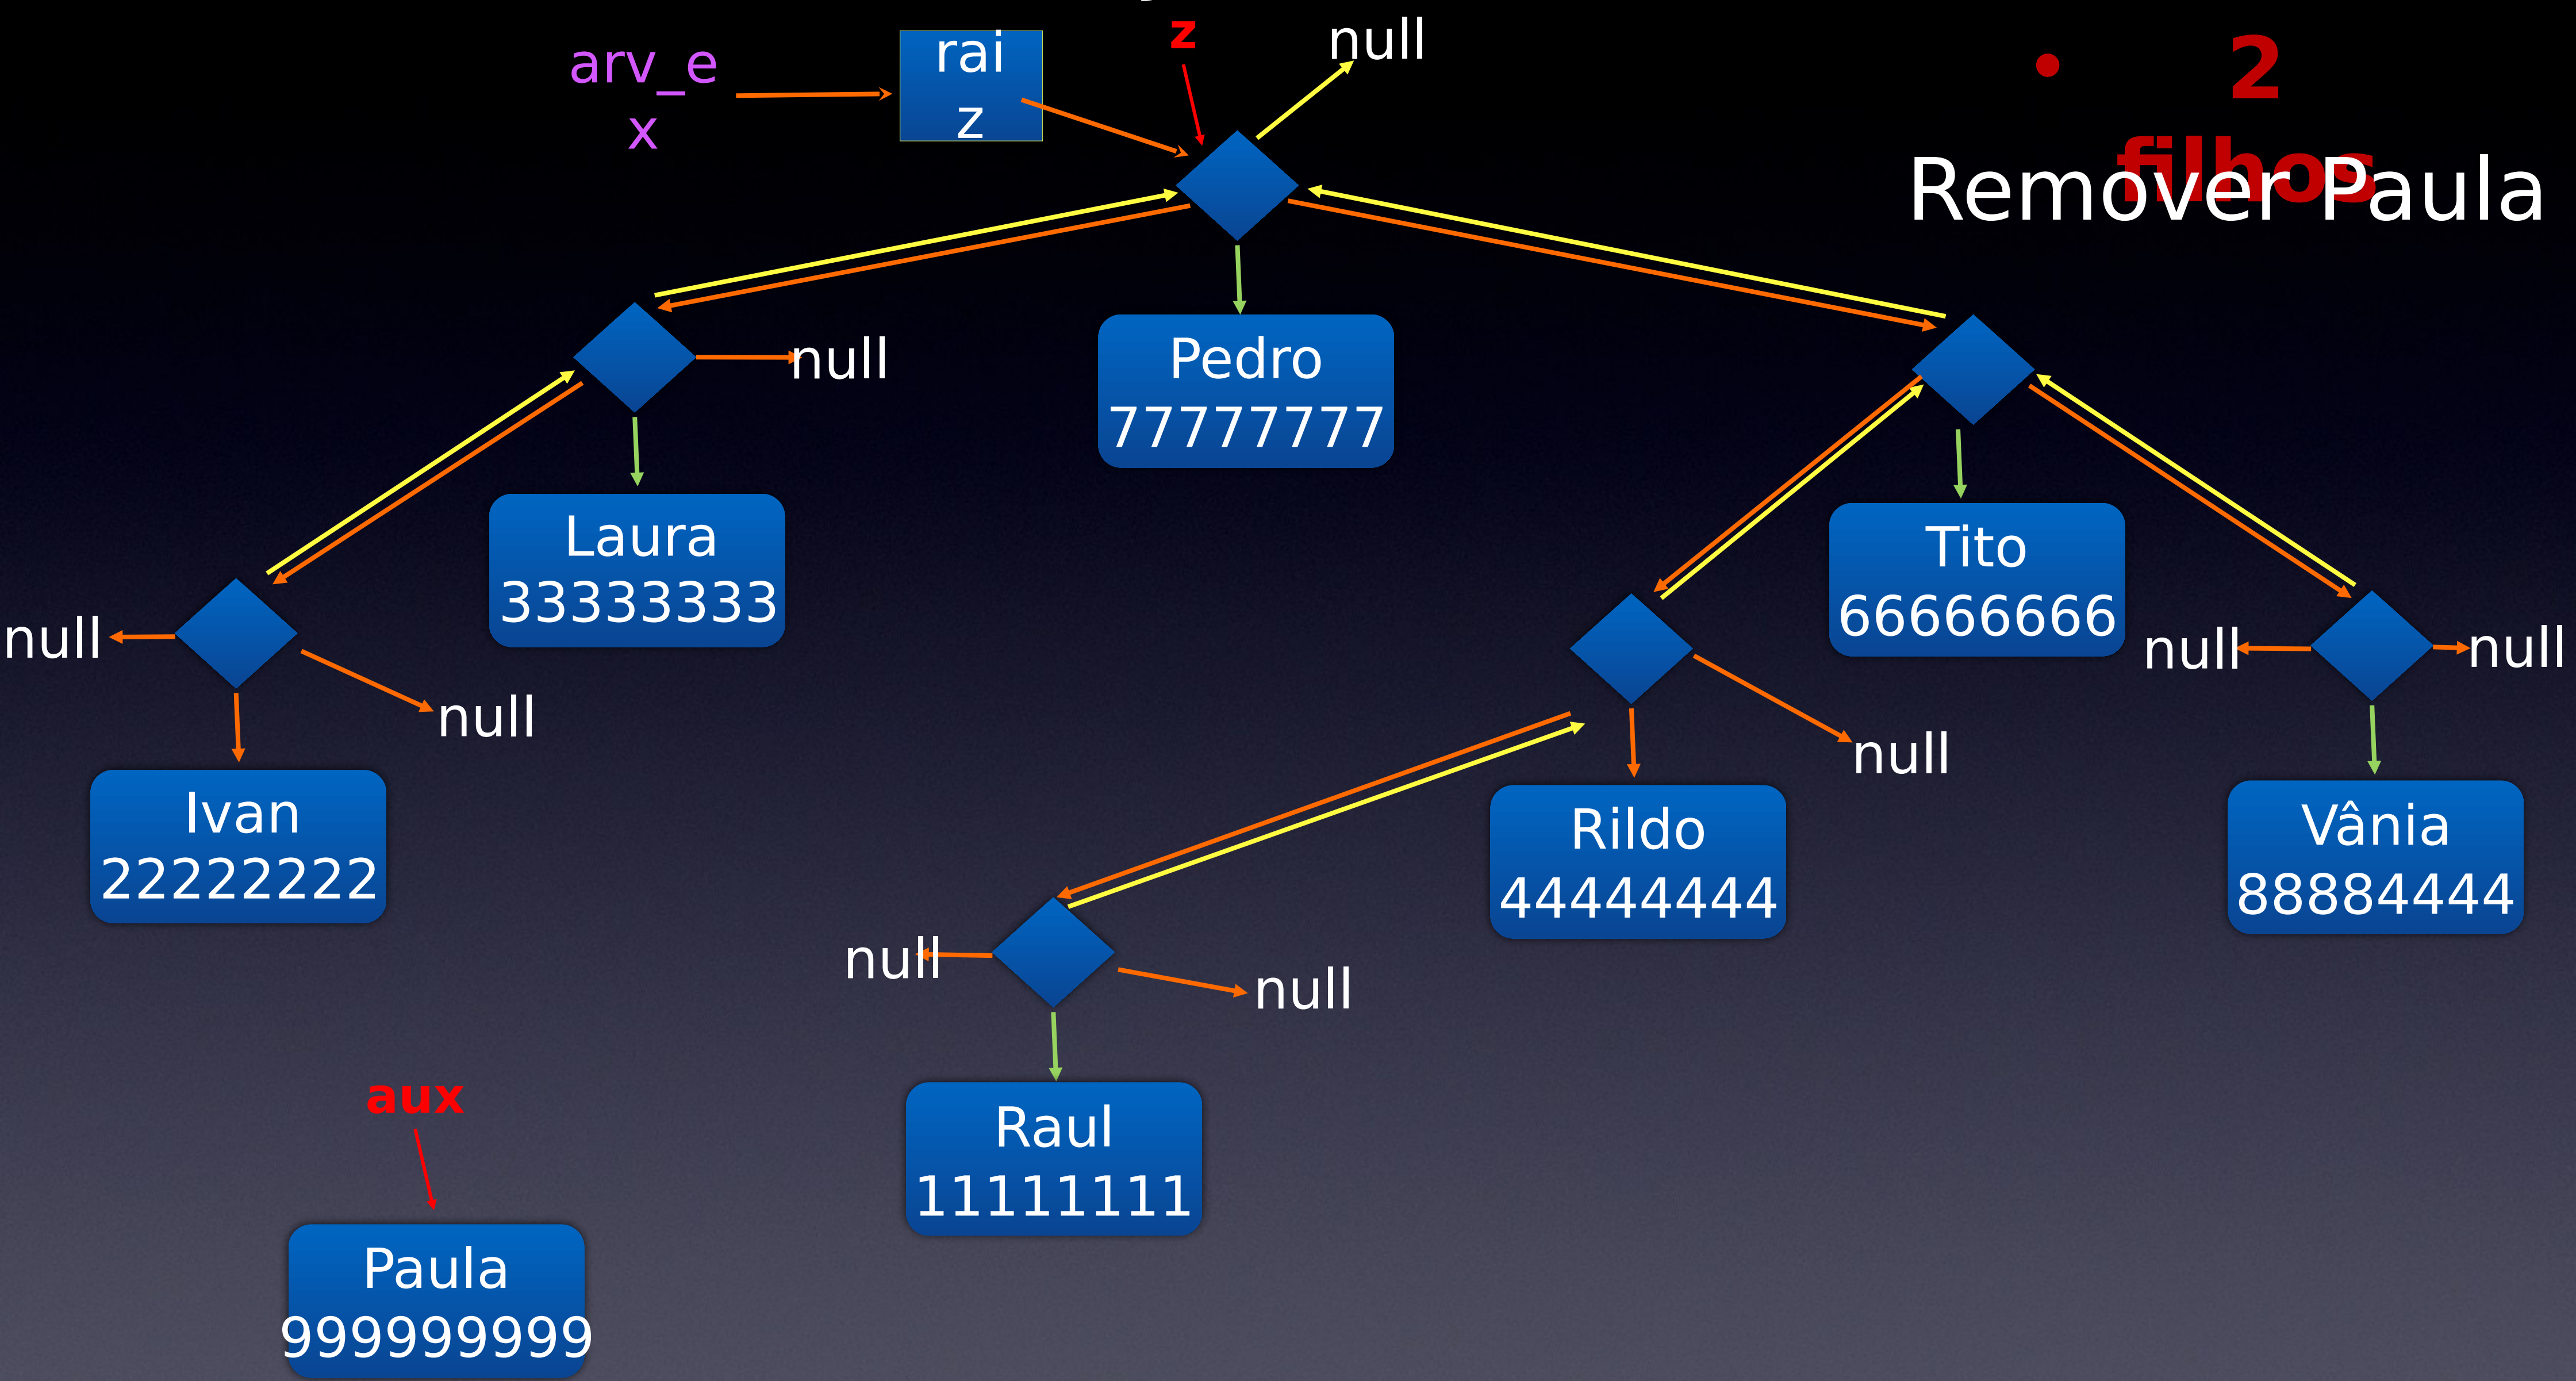 z
null
arv_e
x
rai
z
• 2
filhos
Remover Paula
null
Pedro
77777777
Laura
33333333
Tito
66666666
null
null
null
null
null
Ivan
22222222
Rildo
44444444
Vânia
88884444
null
null
aux
Raul
11111111
Paula
999999999